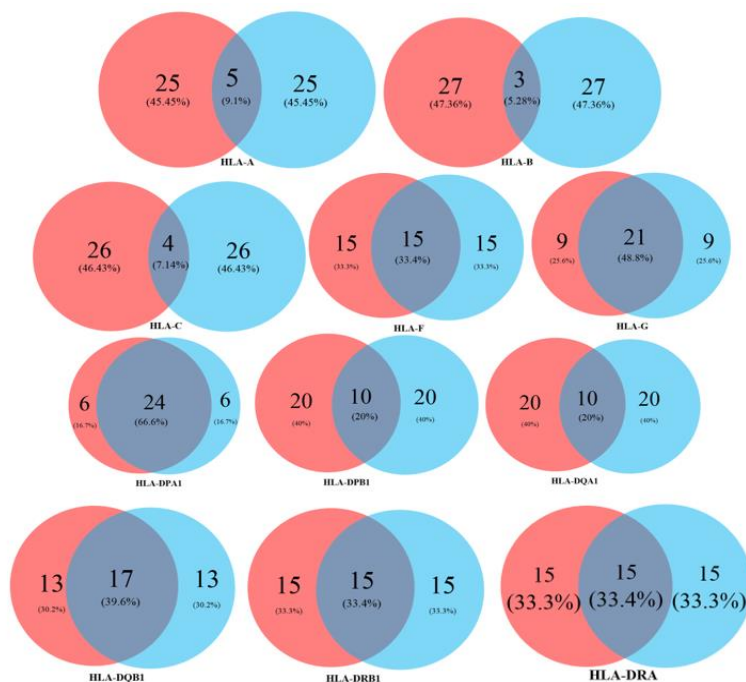 25 5 25
(45.45%) (9.1%) (45.45%)
HLA-A
27 3 27
(47.36%) (5.28%) (47.36%)
HLA-B
26 4 26
(46.43%) (7.14%) (46.43%)
HLA-C
15 15 15
(33.3%) (33.4%) (33.3%)
HLA-F
9 21 9
(25.6%) (48.8%) (25.6%)
HLA-G
6 24 6
(16.7%) (66.6%) (16.7%)
HLA-DPA1
20 10 20
(40%) (20%) (40%)
HLA-DPB1
20 10 20
(40%) (20%) (40%)
HLA-DQA1
13 17 13
(30.2%) (39.6%) (30.2%)
HLA-DQB1
15 15 15
(33.3%) (33.4%) (33.3%)
HLA-DRB1
15 15 15
(33.3%) (33.4%) (33.3%)
HLA-DRA